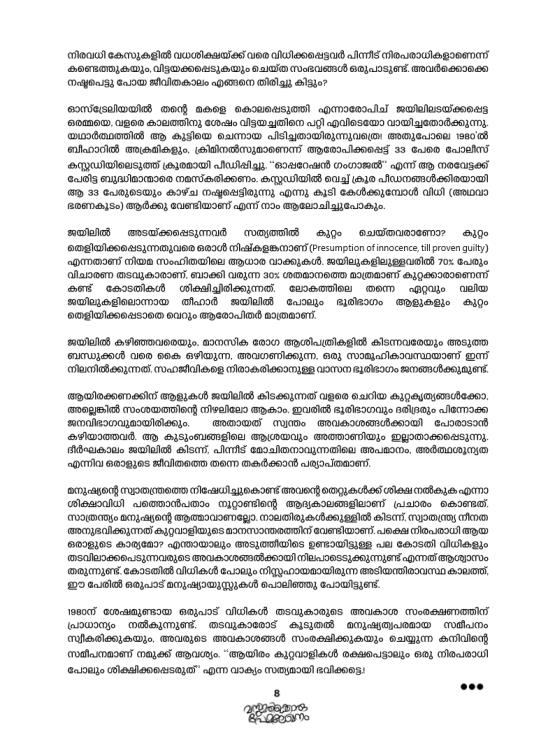 നിരവധി കേസുകളിൽ വധശിക്ഷയ്ക്ക് വരെ വിധിക്കപ്പെട്ടവർ പിന്നീട് നിരപരാധികളാണെന്ന്
കണ്ടെത്തുകയും, വിട്ടയക്കപ്പെടുകയും ചെയ്ത സംഭവങ്ങൾ ഒരുപാടുണ്ട്. അവർക്കൊക്കെ
നഷ്ടപ്പെട്ടു പോയ ജീവിതകാലം എങ്ങനെ തിരിച്ചു കിട്ടും?
ഓസ്ട്രേലിയയിൽ തന്റെ മകളെ കൊലപ്പെടുത്തി എന്നാരോപിച് ജയിലിലടയ്ക്കപ്പെട്ട
ഒരമ്മയെ, വളരെ കാലത്തിനു ശേഷം വിട്ടയച്ചതിനെ പറ്റി എവിടെയോ വായിച്ചതോർക്കുന്നു.
യഥാർത്ഥത്തിൽ ആ കുട്ടിയെ ചെന്നായ പിടിച്ചതായിരുന്നുവത്രെ! അതുപോലെ 1980'ൽ
ബീഹാറിൽ അക്രമികളും, ക്രിമിനൽസുമാണെന്ന് ആരോപിക്കപ്പെട്ട് 33 പേരെ പോലീസ്
കസ്റ്റഡിയിലെടുത്ത് ക്രൂരമായി പീഡിപ്പിച്ചു. "ഓപ്പറേഷൻ ഗംഗാജൽ" എന്ന് ആ നരവേട്ടക്ക്
പേരിട്ട ബുദ്ധിമാന്മാരെ നമസ്കരിക്കണം. കസ്റ്റഡിയിൽ വെച്ച് ക്രൂര പീഡനങ്ങൾക്കിരയായി
ആ 33 പേരുടെയും കാഴ്ച നഷ്ടപ്പെട്ടിരുന്നു എന്നു കൂടി കേൾക്കുമ്പോൾ വിധി (അഥവാ
ഭരണകൂടം) ആർക്കു വേണ്ടിയാണ് എന്ന് നാം ആലോചിച്ചുപോകും.
ജയിലിൽ അടയ്ക്കപ്പെടുന്നവർ സത്യത്തിൽ കുറ്റം ചെയ്തവരാണോ? കുറ്റം
തെളിയിക്കപ്പെടുന്നതുവരെ ഒരാൾ നിഷ്കളങ്കനാണ് (Presumption of innocence, till proven guilty)
എന്നതാണ് നിയമ സംഹിതയിലെ ആധാര വാക്കുകൾ. ജയിലുകളിലുള്ളവരിൽ 70% പേരും
വിചാരണ തടവുകാരാണ്. ബാക്കി വരുന്ന 30% ശതമാനത്തെ മാത്രമാണ് കുറ്റക്കാരാണെന്ന്
കണ്ട് കോടതികൾ ശിക്ഷിച്ചിരിക്കുന്നത്. ലോകത്തിലെ തന്നെ ഏറ്റവും വലിയ
ജയിലുകളിലൊന്നായ തീഹാർ ജയിലിൽ പോലും ഭൂരിഭാഗം ആളുകളും കുറ്റം
തെളിയിക്കപ്പെടാതെ വെറും ആരോപിതർ മാത്രമാണ്.
ജയിലിൽ കഴിഞ്ഞവരെയും, മാനസിക രോഗ ആശിപത്രികളിൽ കിടന്നവരേയും അടുത്ത
ബന്ധുക്കൾ വരെ കൈ ഒഴിയുന്ന, അവഗണിക്കുന്ന, ഒരു സാമൂഹികാവസ്ഥയാണ് ഇന്ന്
നിലനിൽക്കുന്നത്. സഹജീവികളെ നിരാകരിക്കാനുള്ള വാസന ഭൂരിഭാഗം ജനങ്ങൾക്കുമുണ്ട്.
ആയിരക്കണക്കിന് ആളുകൾ ജയിലിൽ കിടക്കുന്നത് വളരെ ചെറിയ കുറ്റകൃത്യങ്ങൾക്കോ,
അല്ലെങ്കിൽ സംശയത്തിന്റെ നിഴലിലോ ആകാം. ഇവരിൽ ഭൂരിഭാഗവും ദരിദ്രരും പിന്നോക്ക
ജനവിഭാഗവുമായിരിക്കും. അതായത് സ്വന്തം അവകാശങ്ങൾക്കായി പോരാടാൻ
കഴിയാത്തവർ. ആ കുടുംബങ്ങളിലെ ആശ്രയവും അത്താണിയും ഇല്ലാതാക്കപ്പെടുന്നു.
ദീർഘകാലം ജയിലിൽ കിടന്ന്, പിന്നീട് മോചിതനാവുന്നതിലെ അപമാനം, അർത്ഥശൂന്യത
എന്നിവ ഒരാളുടെ ജീവിതത്തെ തന്നെ തകർക്കാൻ പര്യാപ്തമാണ്.
മനുഷ്യന്റെ സ്വാതന്ത്രത്തെ നിഷേധിച്ചുകൊണ്ട് അവന്റെ തെറ്റുകൾക്ക് ശിക്ഷ നൽകുക എന്നാ
ശിക്ഷാവിധി പത്തൊൻപതാം നൂറ്റാണ്ടിന്റെ ആദ്യകാലങ്ങളിലാണ് പ്രചാരം കൊണ്ടത്.
സാത്രന്ത്ര്യം മനുഷ്യന്റെ ആത്മാവാണല്ലോ. നാലതിരുകൾക്കുള്ളിൽ കിടന്ന്, സ്വാതന്ത്ര്യ നീനത
അനുഭവിക്കുന്നത് കുറ്റവാളിയുടെ മാനസാന്തരത്തിന് വേണ്ടിയാണ്. പക്ഷെ നിരപരാധി ആയ
ഒരാളുടെ കാര്യമോ? എന്തായാലും അടുത്തീയിടെ ഉണ്ടായിട്ടുള്ള പല കോടതി വിധികളും
തടവിലാക്കപെടുന്നവരുടെ അവകാശങ്ങൽക്കായി നിലപാടെടുക്കുന്നുണ്ട് എന്നത് ആശ്വാസം
തരുന്നുണ്ട്. കോടതിൽ വിധികൾ പോലും നിസ്സഹായമായിരുന്ന അടിയന്തിരാവസ്ഥ കാലത്ത്,
ഈ പേരിൽ ഒരുപാട് മനുഷ്യായുസ്സുകൾ പൊലിഞ്ഞു പോയിട്ടുണ്ട്.
1980ന് ശേഷമുണ്ടായ ഒരുപാട് വിധികൾ തടവുകാരുടെ അവകാശ സംരക്ഷണത്തിന്
പ്രാധാന്യം നൽകുന്നുണ്ട്. തടവുകാരോട് കൂടുതൽ മനുഷ്യത്വപരമായ സമീപനം
സ്വീകരിക്കുകയും, അവരുടെ അവകാശങ്ങൾ സംരക്ഷിക്കുകയും ചെയ്യുന്ന കനിവിന്റെ
സമീപനമാണ് നമുക്ക് ആവശ്യം. "ആയിരം കുറ്റവാളികൾ രക്ഷപെട്ടാലും ഒരു നിരപരാധി
പോലും ശിക്ഷിക്കപ്പെടരുത്" എന്ന വാക്യം സത്യമായി ഭവിക്കട്ടെ!
8